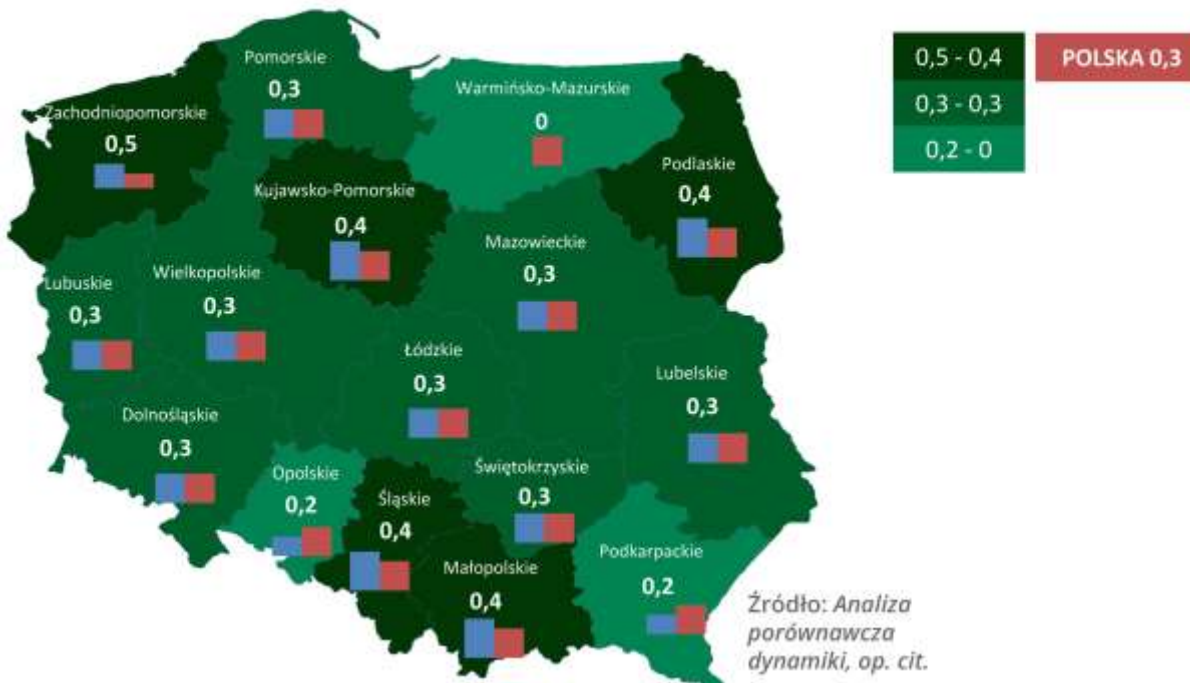 Pomorskie
0,3
Warmińsko-Mazurskie
0
Zachodniopomorskie
0,5
Podlaskie
0,4
Kujawsko-Pomorskie
0,4
Mazowieckie
0,3
Lubuskie
0,3
Wielkopolskie
0,3
Łódzkie
0,3
Lubelskie
0,3
Dolnośląskie
0,3
Opolskie
0,2
Śląskie
0,4
Świętokrzyskie
0,3
Małopolskie
0,4
Podkarpackie
0,2
0,5 - 0,4
0,3 - 0,3
0,2 - 0
POLSKA 0,3
Źródło: Analiza
porównawcza
dynamiki, op. cit.